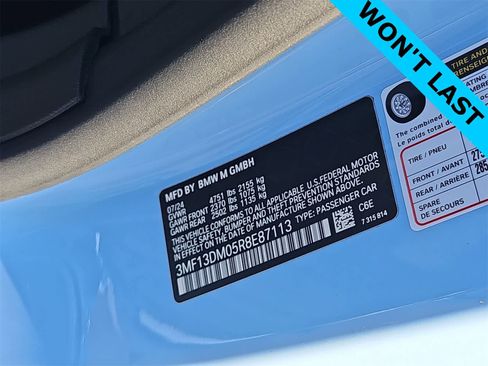 WON'T LAST
MFD BY BMW M GMBH
07/24 4751 lbs 2155 kg
GVWR
GAWR FRONT 2370 lbs 1075 kg
GAWR REAR 2502 lbs 1135 kg
THIS VEHICLE CONFORMS TO ALL APPLICABLE U.S. FEDERAL MOTOR
VEHICLE SAFETY, BUMPER AND THEFT PREVENTION STANDARDS IN EFFECT
ON THE DATE OF MANUFACTURE SHOWN ABOVE.
TYPE: PASSENGER CAR
3MF13DM05R8E87113
C6E
7 315 814
TIRE AND
RENSEIGNE
The combined
Le poids total
TIRE / PNEU
FRONT / AVANT
REAR / ARRIÈRE
SPARE
DE SECOURS